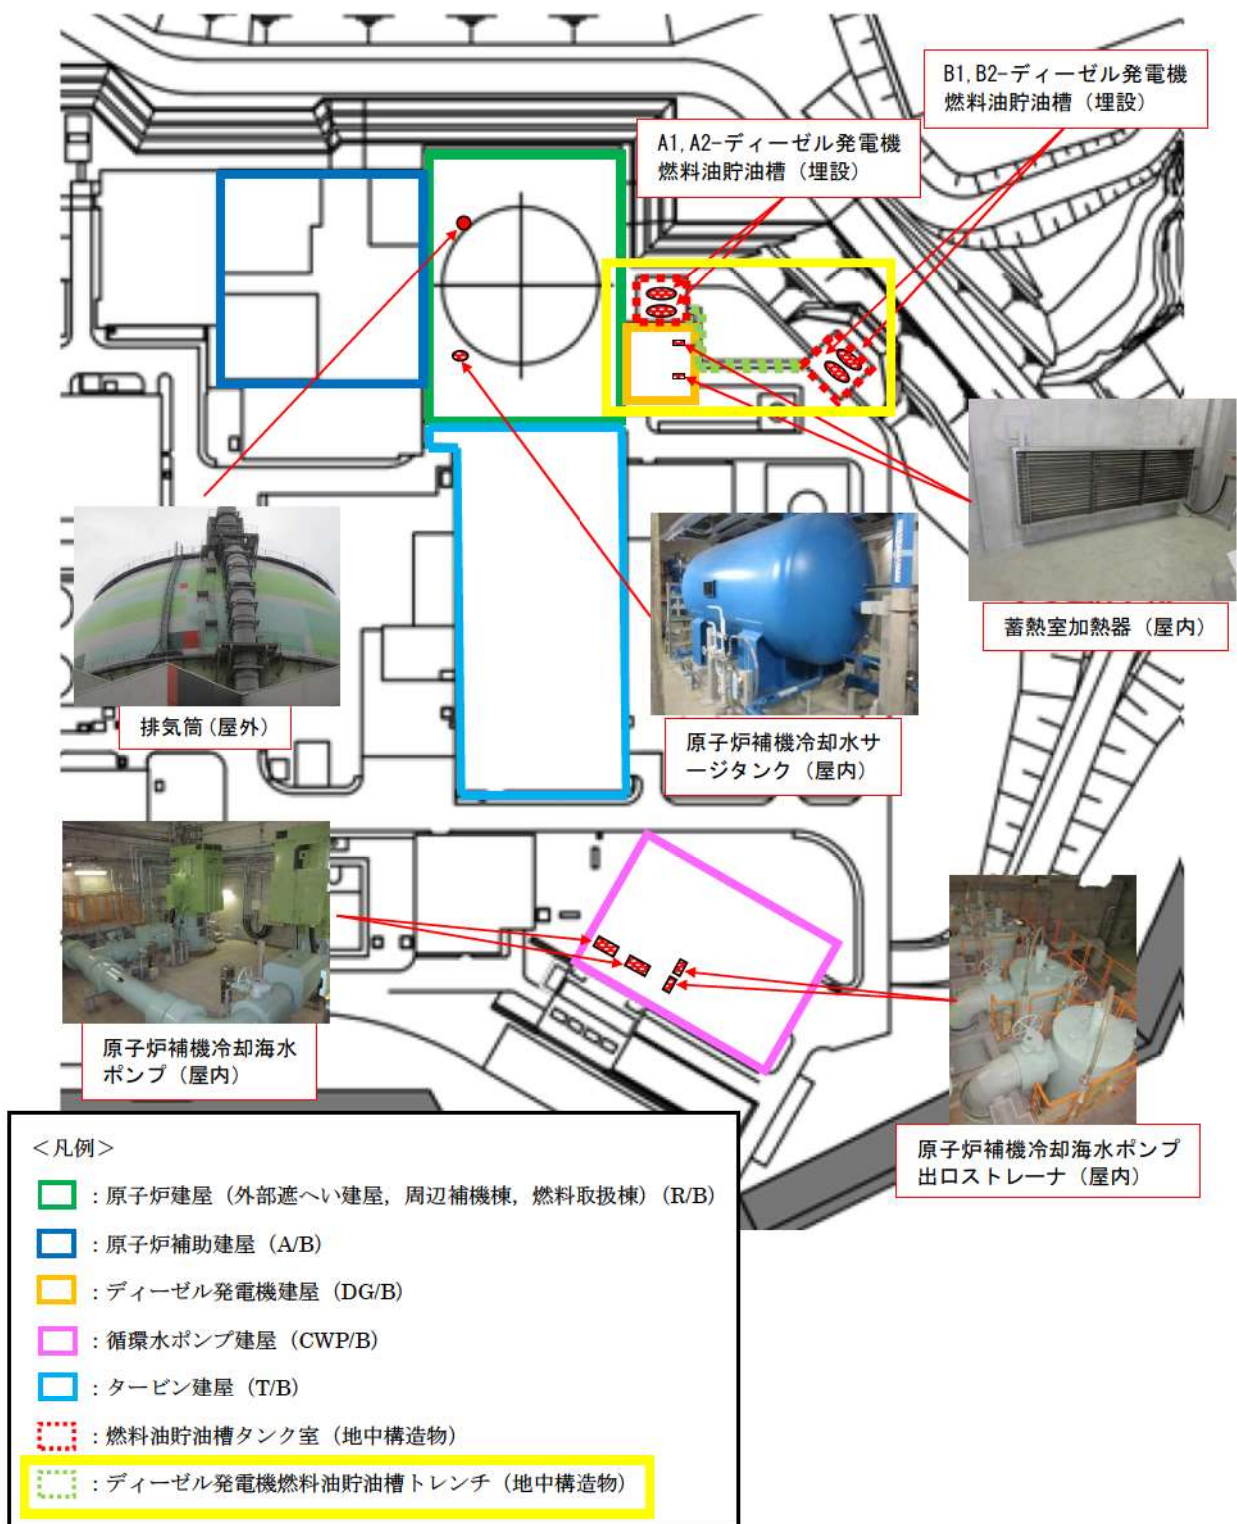 B1,B2-ディーゼル発電機
燃料油貯油槽（埋設）
A1,A2-ディーゼル発電機
燃料油貯油槽（埋設）
蓄熱室加熱器（屋内）
排気筒（屋外）
原子炉補機冷却水サ
ージタンク（屋内）
原子炉補機冷却海水
ポンプ（屋内）
原子炉補機冷却海水ポンプ
出口ストレーナ（屋内）
＜凡例＞
：原子炉建屋（外部遮へい建屋，周辺補機棟，燃料取扱棟）（R/B）
：原子炉補助建屋（A/B）
：ディーゼル発電機建屋（DG/B）
：循環水ポンプ建屋（CWP/B）
：タービン建屋（T/B）
：燃料油貯油槽タンク室（地中構造物）
：ディーゼル発電機燃料油貯油槽トレンチ（地中構造物）